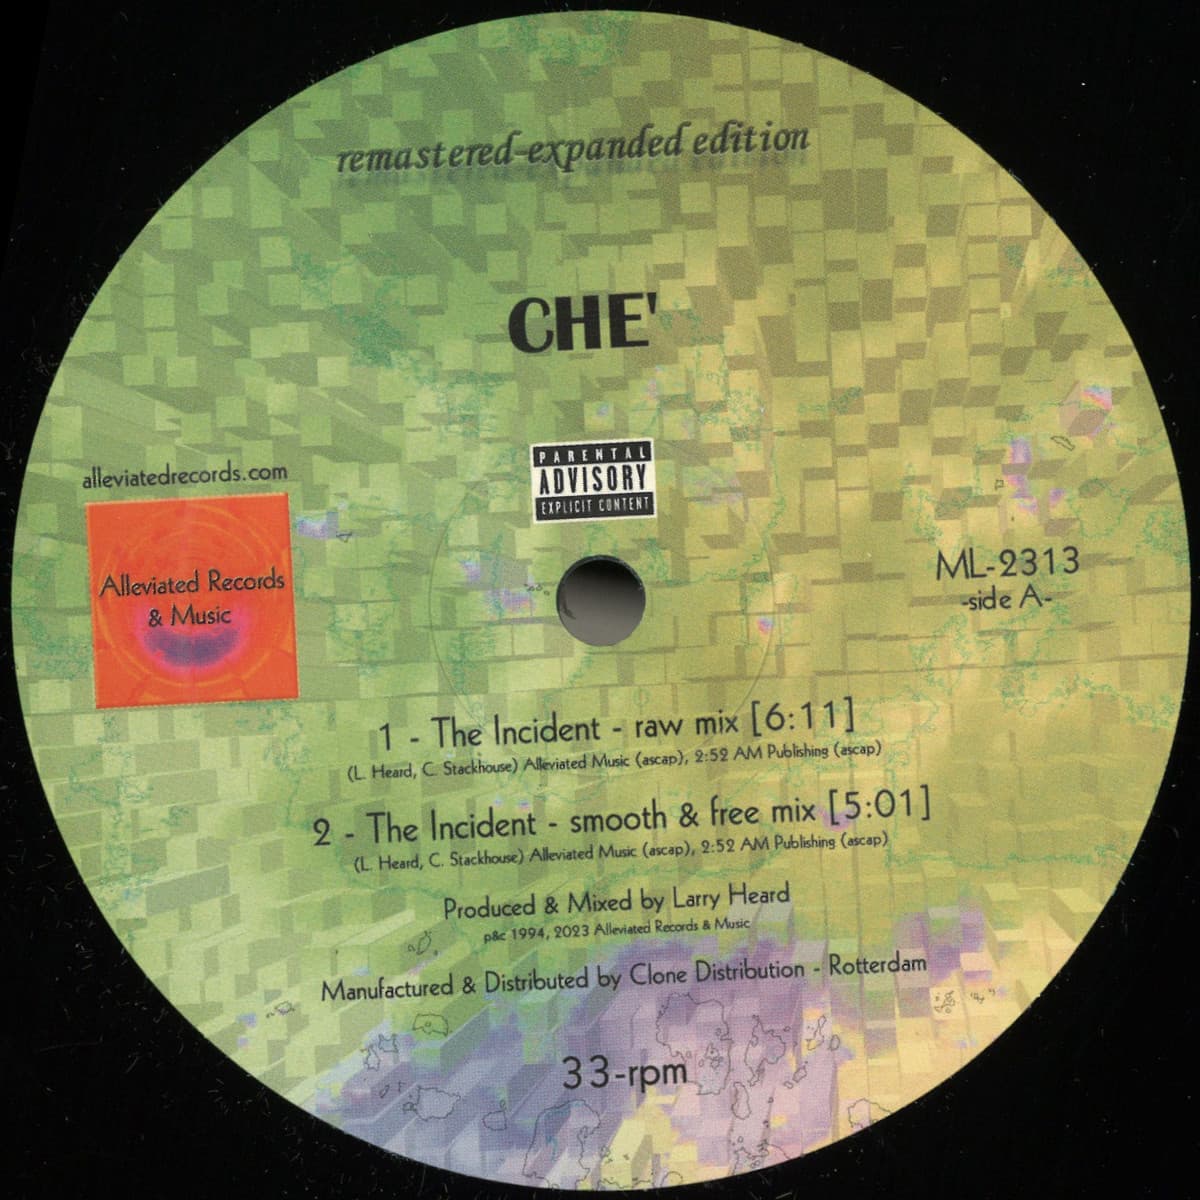 remastered-expanded edition
CHE'
PARENTAL
ADVISORY
EXPLICIT CONTENT
alleviatedrecords.com
Alleviated Records
& Music
ML-2313
-side A-
1 - The Incident - raw mix [6:11]
(L. Heard, C. Stackhouse) Alleviated Music (ascap), 2:52 AM Publishing (ascap)
2 - The Incident - smooth & free mix [5:01]
(L. Heard, C. Stackhouse) Alleviated Music (ascap), 2:52 AM Publishing (ascap)
Produced & Mixed by Larry Heard
p&c 1994, 2023 Alleviated Records & Music
Manufactured & Distributed by Clone Distribution - Rotterdam
33-rpm